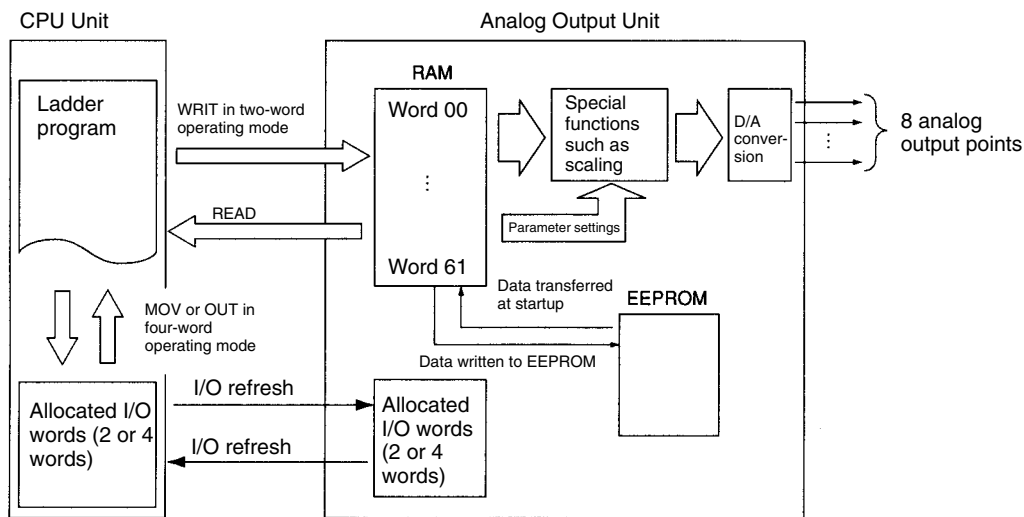 CPU Unit
Analog Output Unit
Ladder
program
WRIT in two-word
operating mode
READ
MOV or OUT in
four-word
operating mode
Allocated I/O
words (2 or 4
words)
I/O refresh
I/O refresh
RAM
Word 00
⋮
Word 61
Special
functions
such as
scaling
Parameter settings
D/A
conver-
sion
⋮
8 analog
output points
Data transferred
at startup
EEPROM
Data written to EEPROM
Allocated
I/O words
(2 or 4
words)